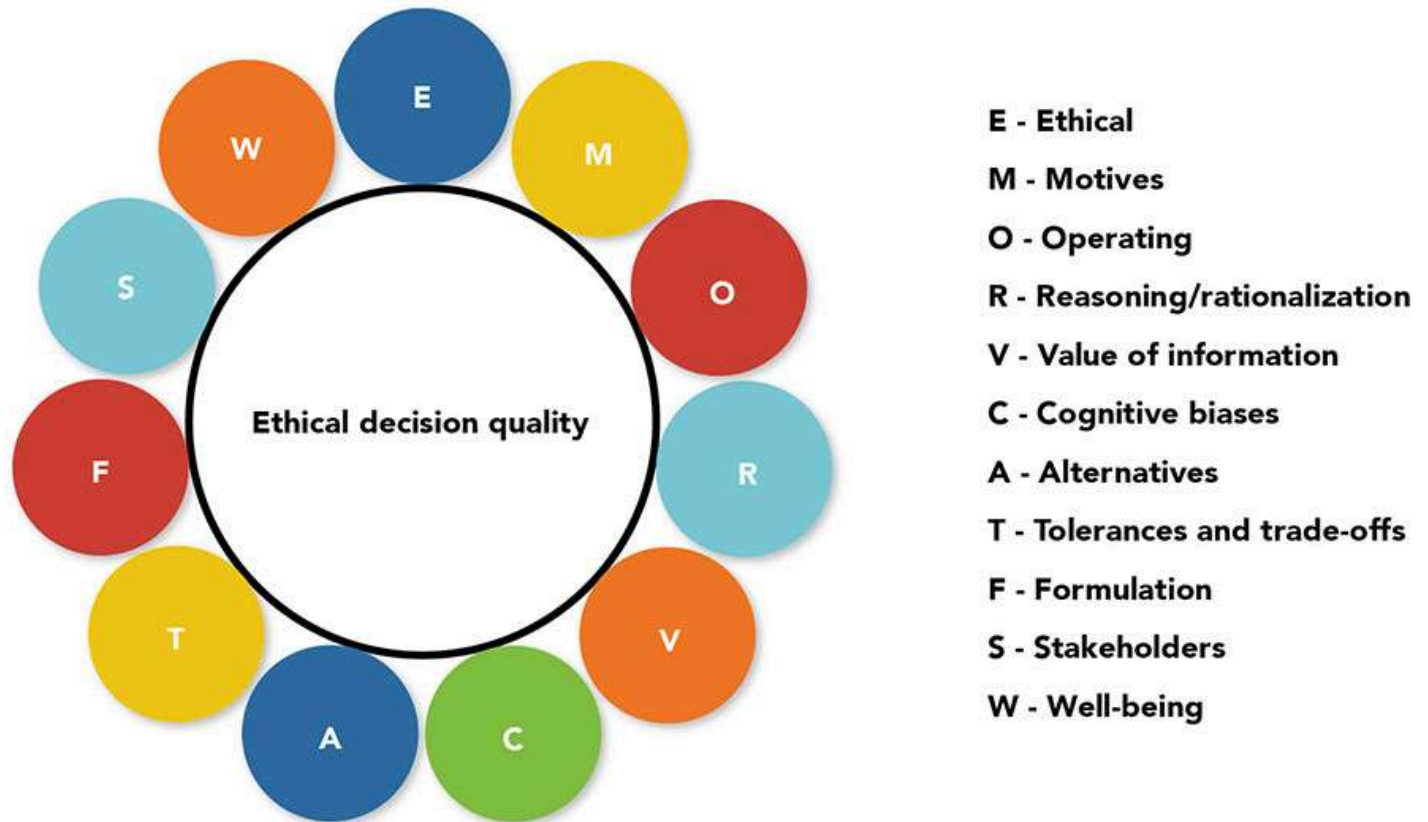 E
M
O
R
V
C
A
T
F
S
W
Ethical decision quality
E - Ethical
M - Motives
O - Operating
R - Reasoning/rationalization
V - Value of information
C - Cognitive biases
A - Alternatives
T - Tolerances and trade-offs
F - Formulation
S - Stakeholders
W - Well-being